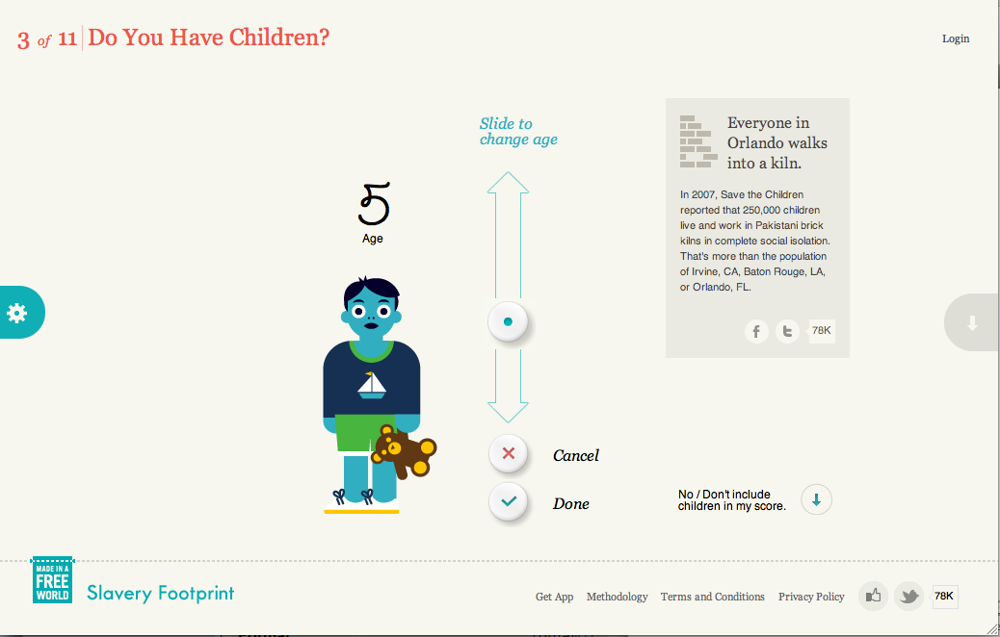 3 of 11 Do You Have Children?
Login
Slide to
change age
5
Age
Everyone in
Orlando walks
into a kiln.
In 2007, Save the Children
reported that 250,000 children
live and work in Pakistani brick
kilns in complete social isolation.
That's more than the population
of Irvine, CA, Baton Rouge, LA,
or Orlando, FL.
78K
Cancel
Done
No / Don't include
children in my score.
MADE IN A
FREE
WORLD
Slavery Footprint
Get App Methodology Terms and Conditions Privacy Policy
78K